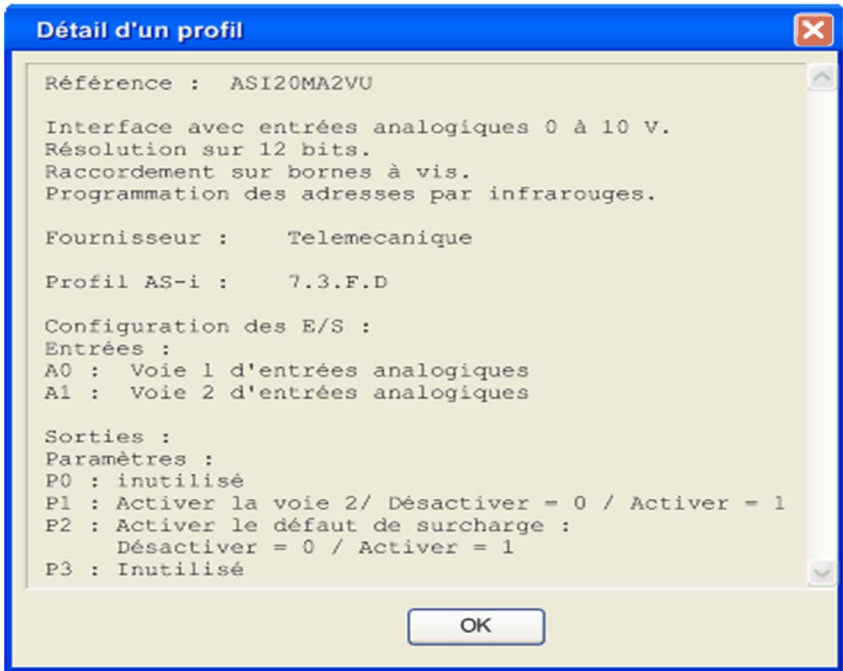 Détail d'un profil
Référence : ASI20MA2VU
Interface avec entrées analogiques 0 à 10 V.
Résolution sur 12 bits.
Raccordement sur bornes à vis.
Programmation des adresses par infrarouges.
Fournisseur : Telemecanique
Profil AS-i : 7.3.F.D
Configuration des E/S :
Entrées :
A0 : Voie 1 d'entrées analogiques
A1 : Voie 2 d'entrées analogiques
Sorties :
Paramètres :
P0 : inutilisé
P1 : Activer la voie 2/ Désactiver = 0 / Activer = 1
P2 : Activer le défaut de surcharge :
Désactiver = 0 / Activer = 1
P3 : Inutilisé
OK